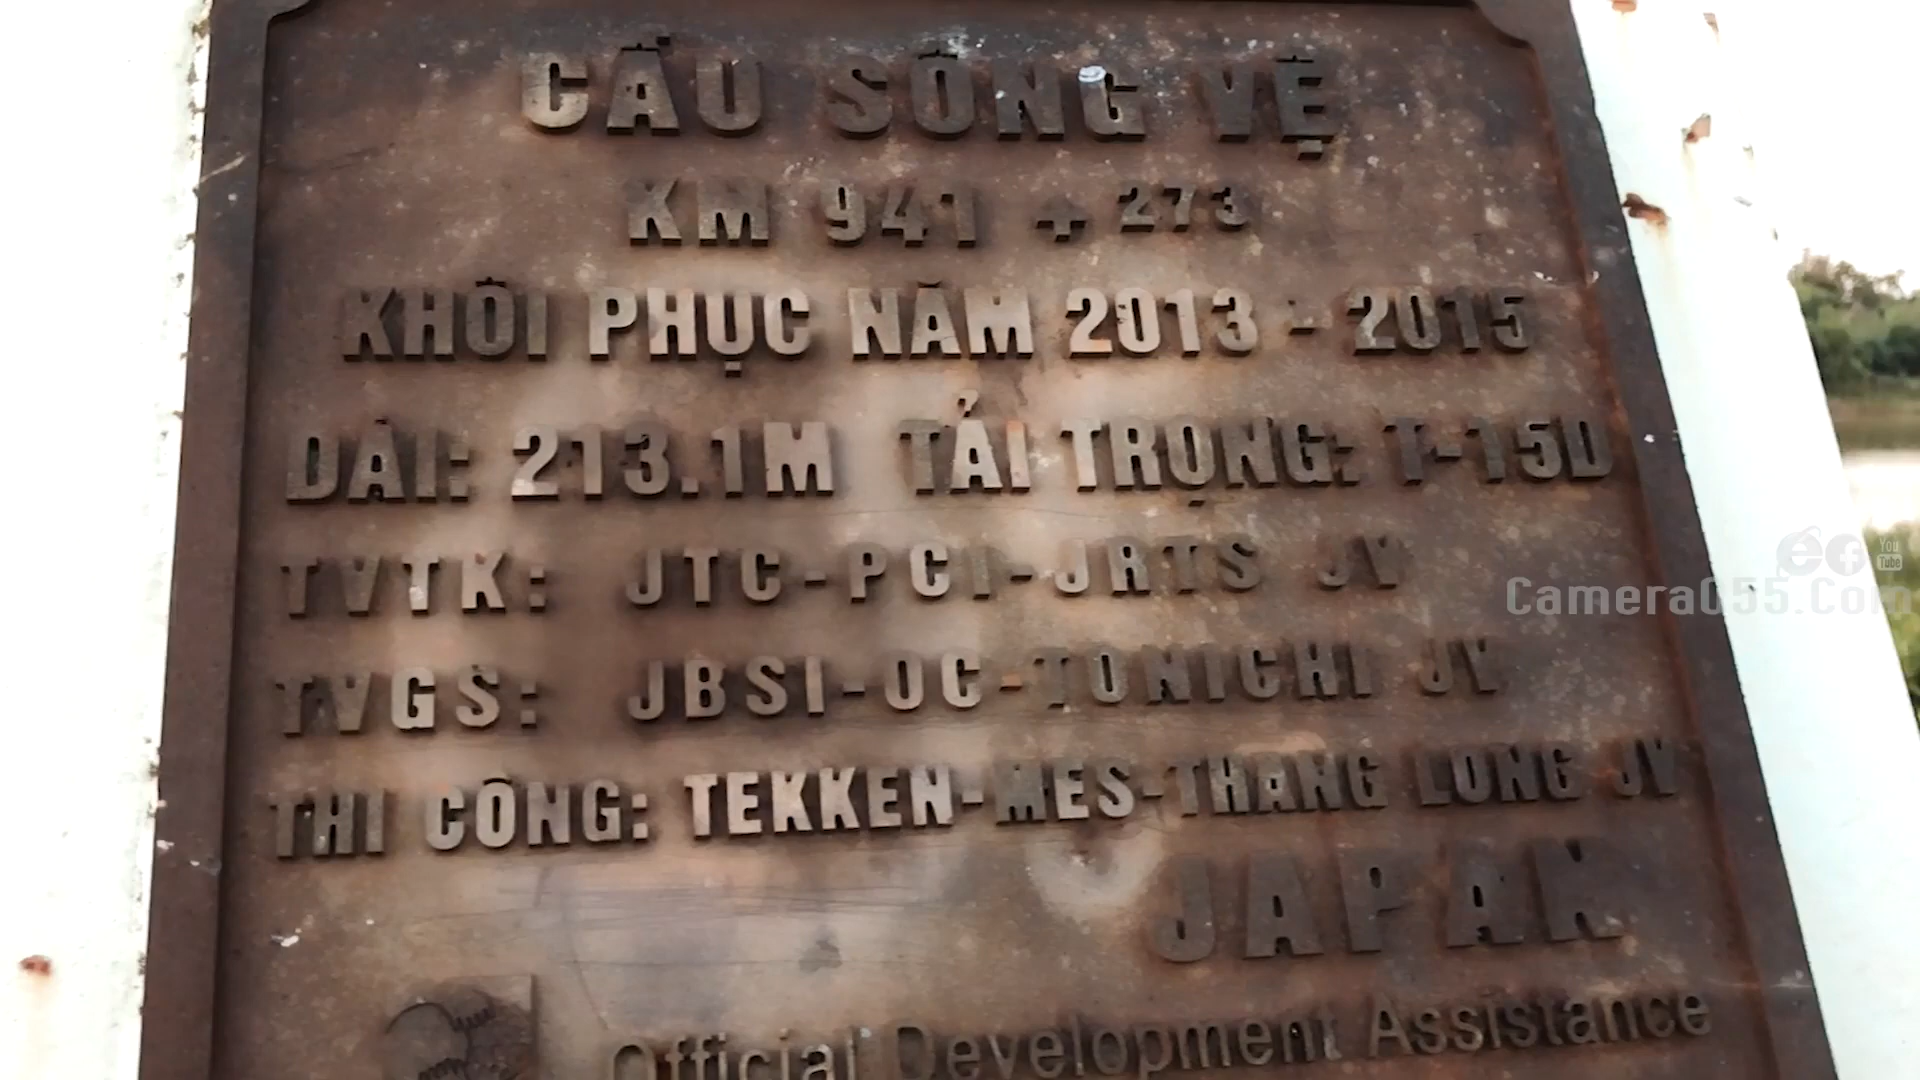 CẦU SÔNG VỆ
KM 941 + 273
KHÔI PHỤC NĂM 2013 - 2015
DÀI: 213.1M TẢI TRỌNG: T-15D
TVTK: JTC-PCI-JRTS JV
TVGS: JBSI-OC-TONICHI JV
THI CÔNG: TEKKEN-MES-THANG LONG JV
JAPAN
Official Development Assistance
You
Tube
Camera055.Com